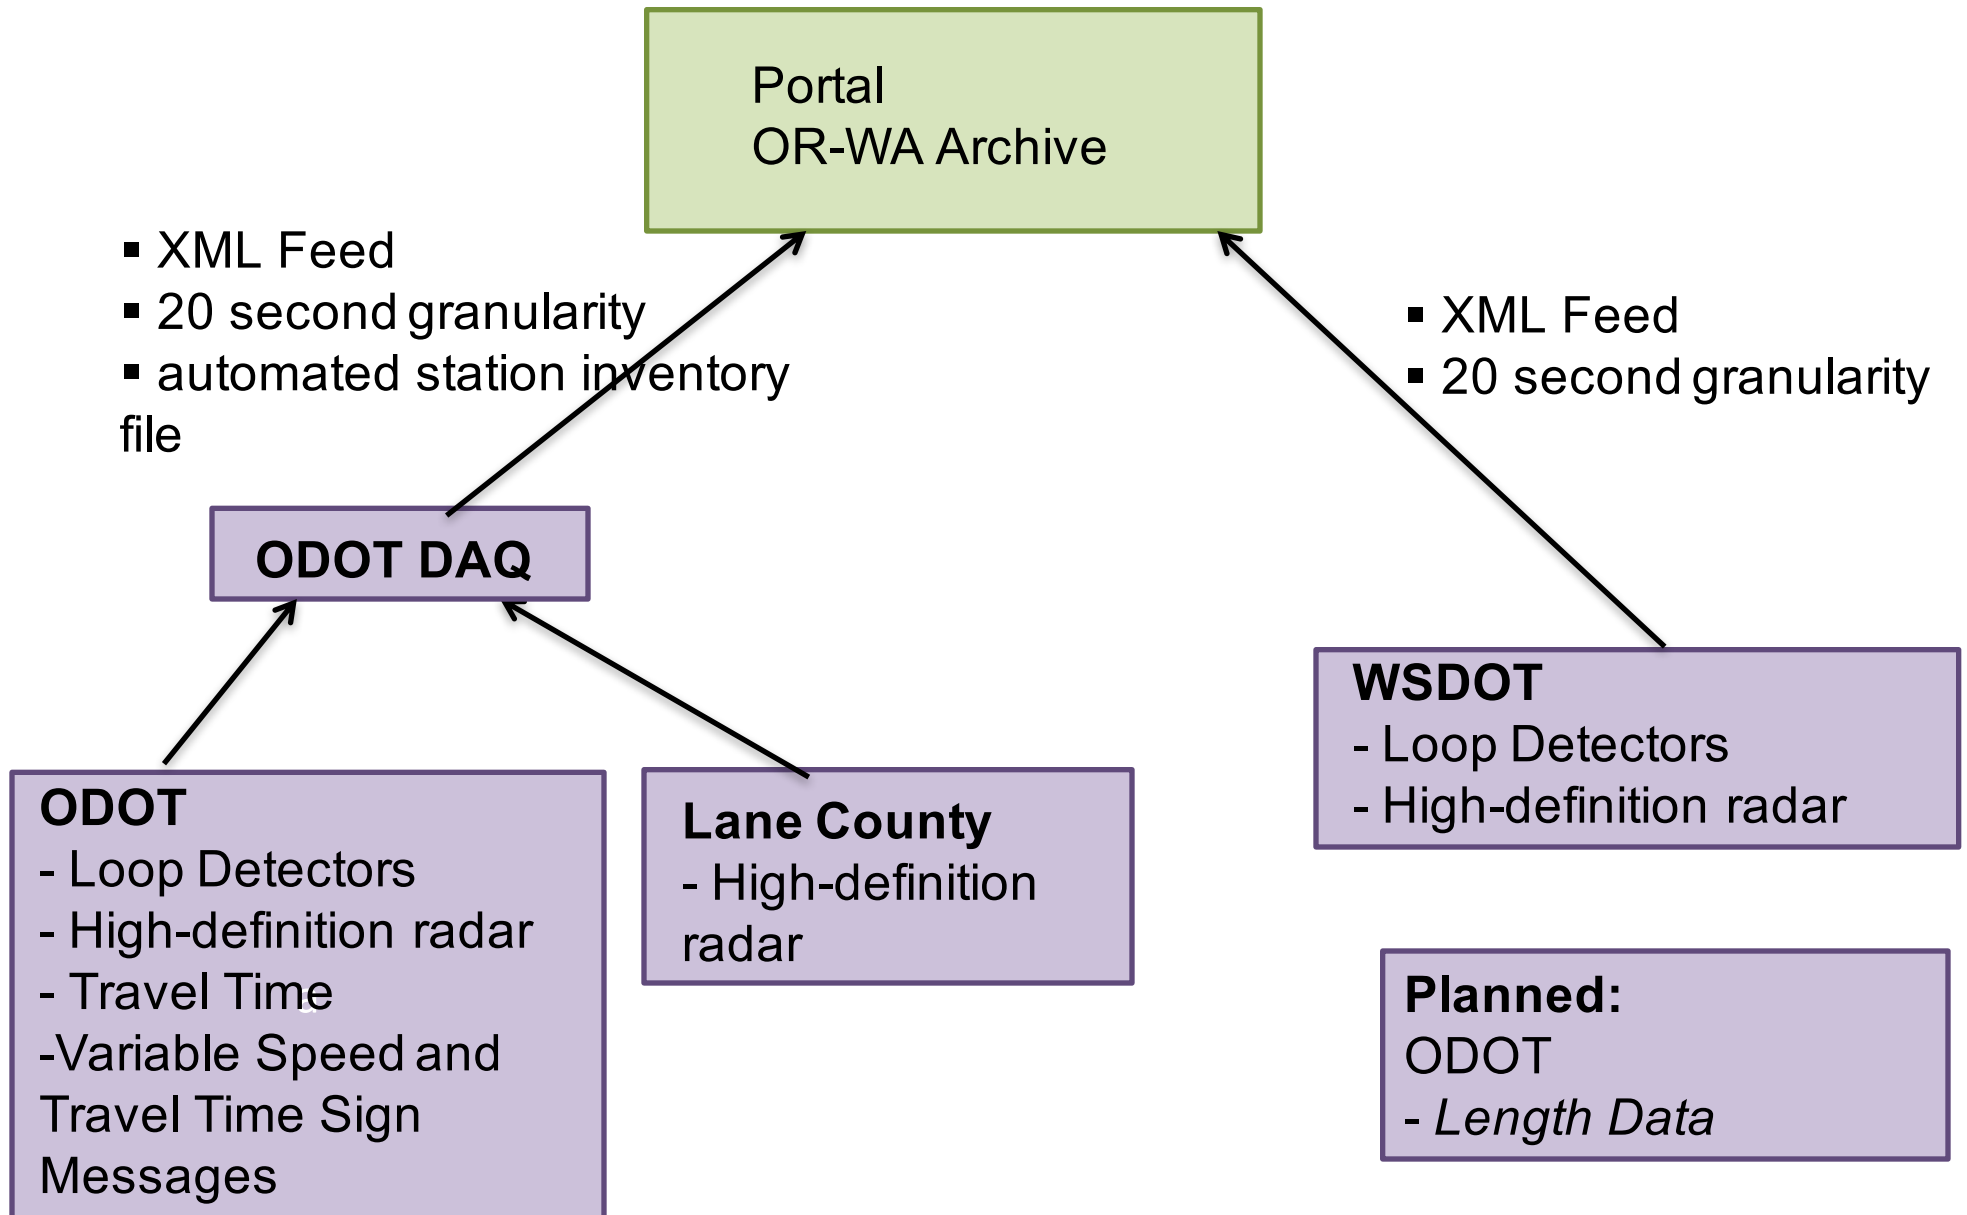 Portal
OR-WA Archive
▪ XML Feed
▪ 20 second granularity
▪ automated station inventory
file
▪ XML Feed
▪ 20 second granularity
ODOT DAQ
WSDOT
- Loop Detectors
- High-definition radar
ODOT
- Loop Detectors
- High-definition radar
- Travel Time
a
-Variable Speed and
Travel Time Sign
Messages
Lane County
- High-definition
radar
Planned:
ODOT
- Length Data